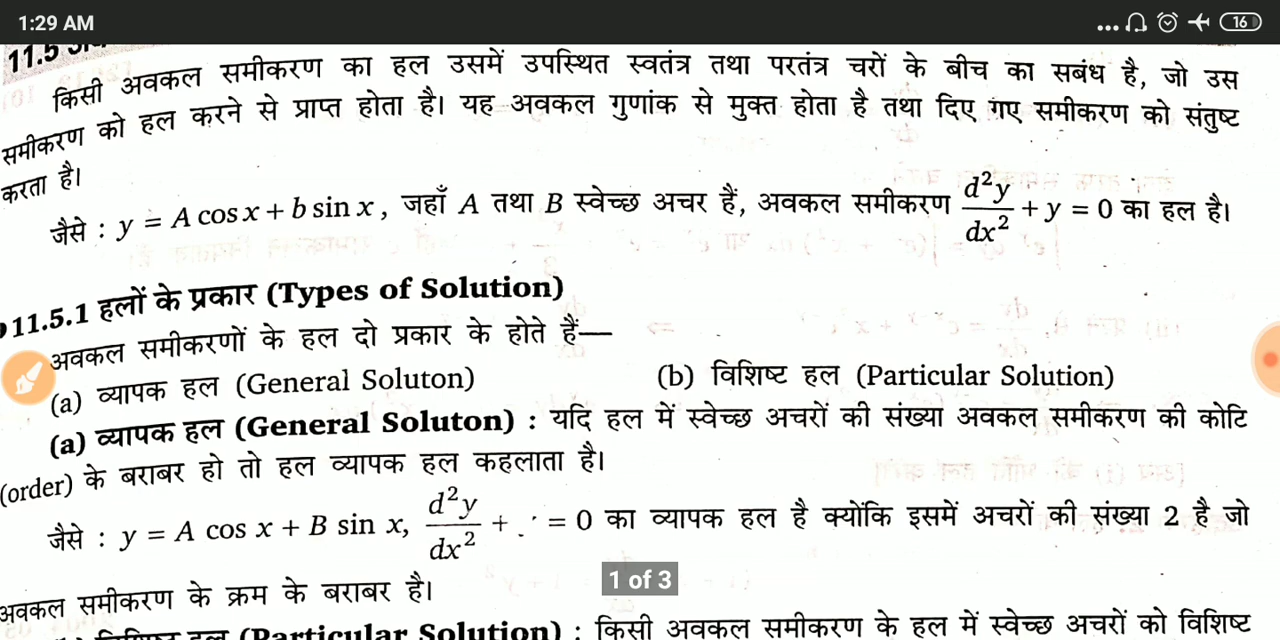 1:29 AM
16
11.5
किसी अवकल समीकरण का हल उसमें उपस्थित स्वतंत्र तथा परतंत्र चरों के बीच का सबंध है, जो उस
समीकरण को हल करने से प्राप्त होता है। यह अवकल गुणांक से मुक्त होता है तथा दिए गए समीकरण को संतुष्ट
करता है।
जैसे : y = A cos x + b sin x, जहाँ A तथा B स्वेच्छ अचर हैं, अवकल समीकरण d²y/dx² + y = 0 का हल है।
11.5.1 हलों के प्रकार (Types of Solution)
अवकल समीकरणों के हल दो प्रकार के होते हैं—
(a) व्यापक हल (General Soluton) (b) विशिष्ट हल (Particular Solution)
(a) व्यापक हल (General Soluton) : यदि हल में स्वेच्छ अचरों की संख्या अवकल समीकरण की कोटि
(order) के बराबर हो तो हल व्यापक हल कहलाता है।
जैसे : y = A cos x + B sin x, d²y/dx² + = 0 का व्यापक हल है क्योंकि इसमें अचरों की संख्या 2 है जो
अवकल समीकरण के क्रम के बराबर है।
1 of 3
(Particular Solution) : किसी अवकल समीकरण के हल में स्वेच्छ अचरों को विशिष्ट